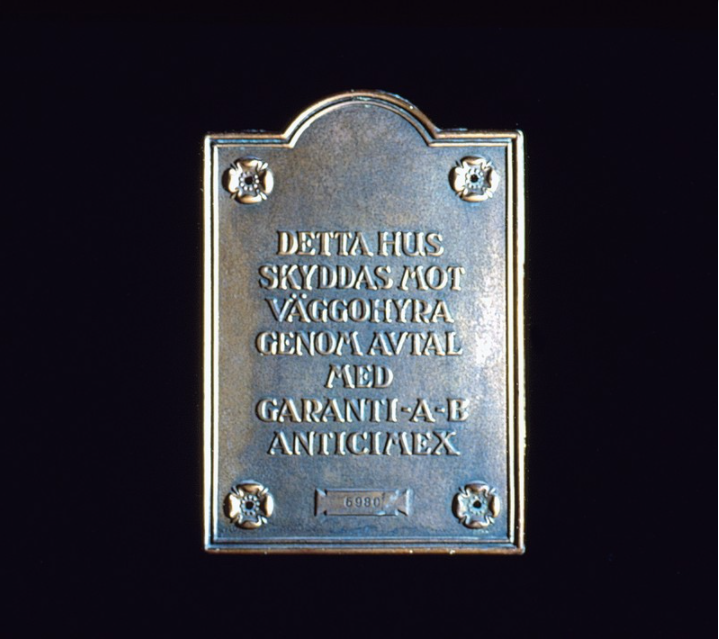 DETTA HUS
SKYDDAS MOT
VÄGGOHYRA
GENOM AVTAL
MED
GARANTI-A-B
ANTICIMEX
6980